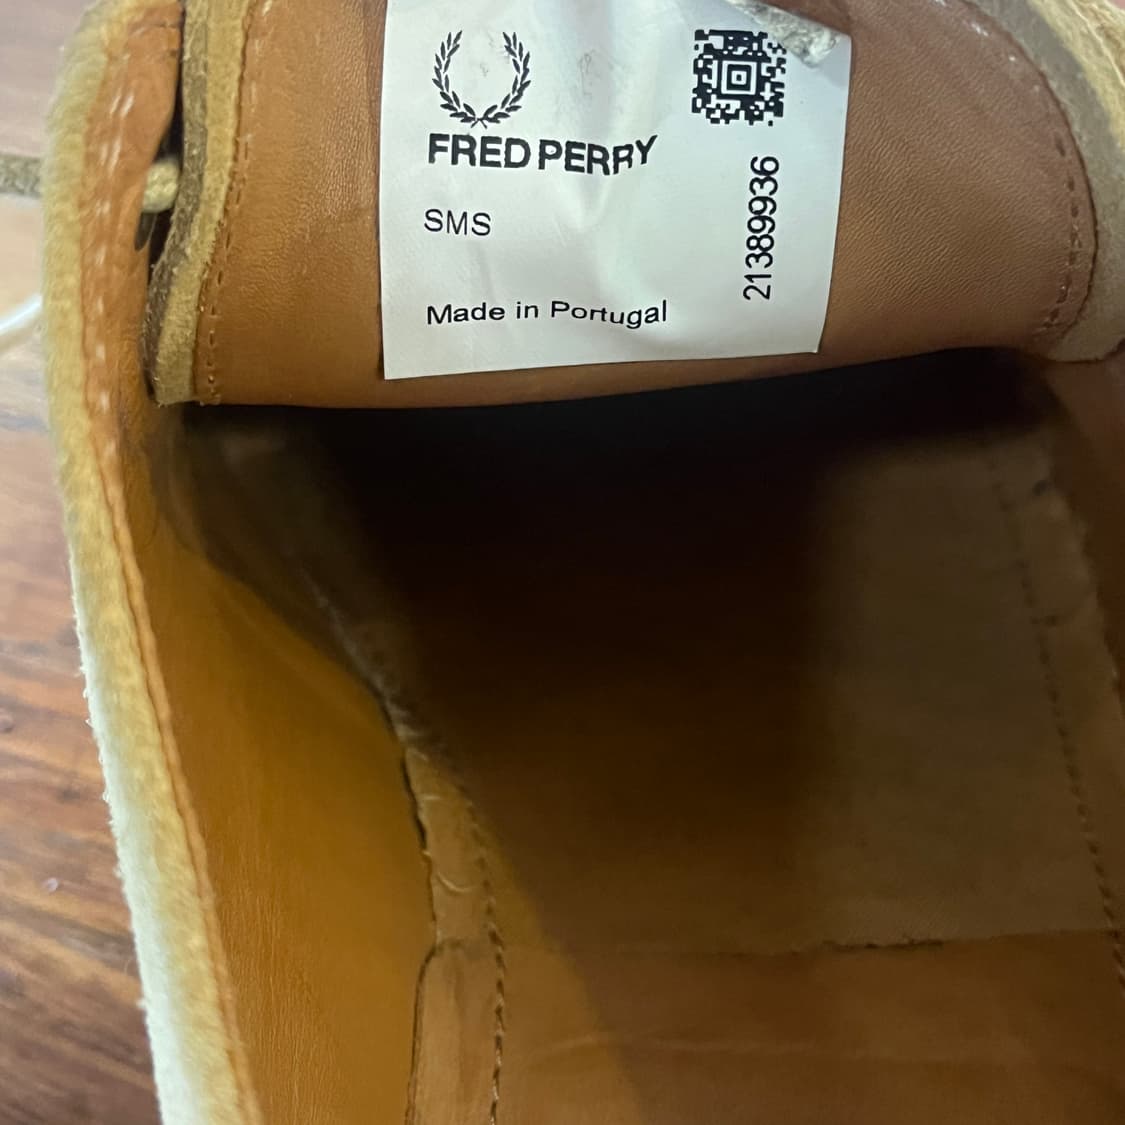 FRED PERRY
SMS
Made in Portugal
21389936